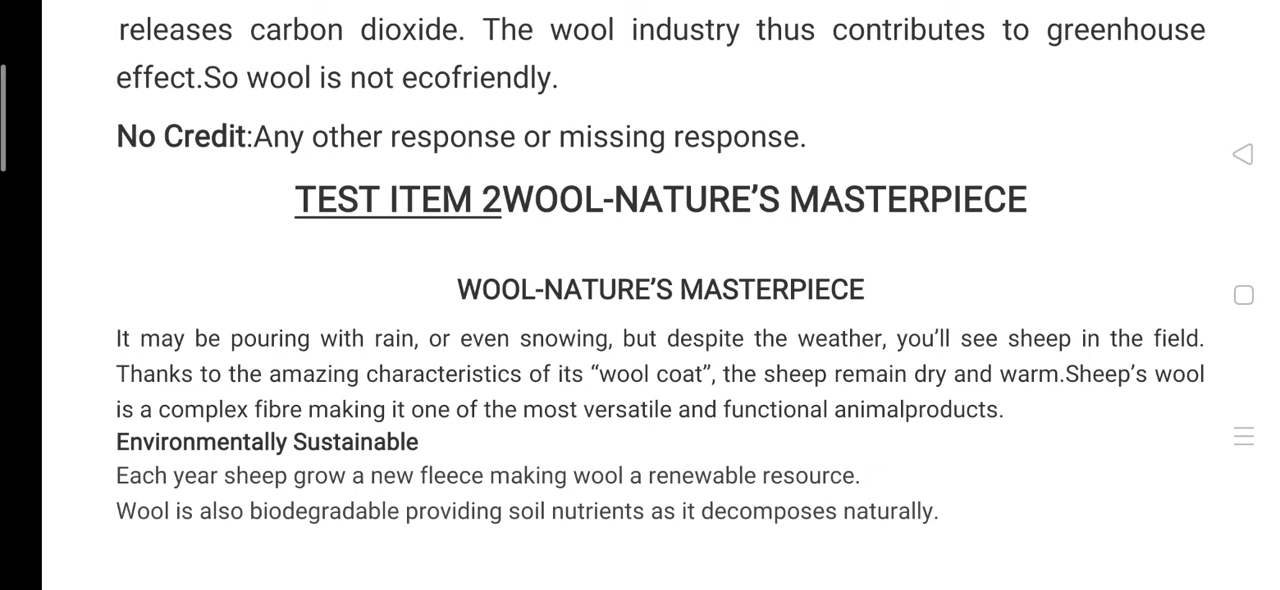 releases carbon dioxide. The wool industry thus contributes to greenhouse
effect.So wool is not ecofriendly.
No Credit:Any other response or missing response.
TEST ITEM 2WOOL-NATURE’S MASTERPIECE
WOOL-NATURE’S MASTERPIECE
It may be pouring with rain, or even snowing, but despite the weather, you’ll see sheep in the field.
Thanks to the amazing characteristics of its “wool coat”, the sheep remain dry and warm.Sheep’s wool
is a complex fibre making it one of the most versatile and functional animalproducts.
Environmentally Sustainable
Each year sheep grow a new fleece making wool a renewable resource.
Wool is also biodegradable providing soil nutrients as it decomposes naturally.